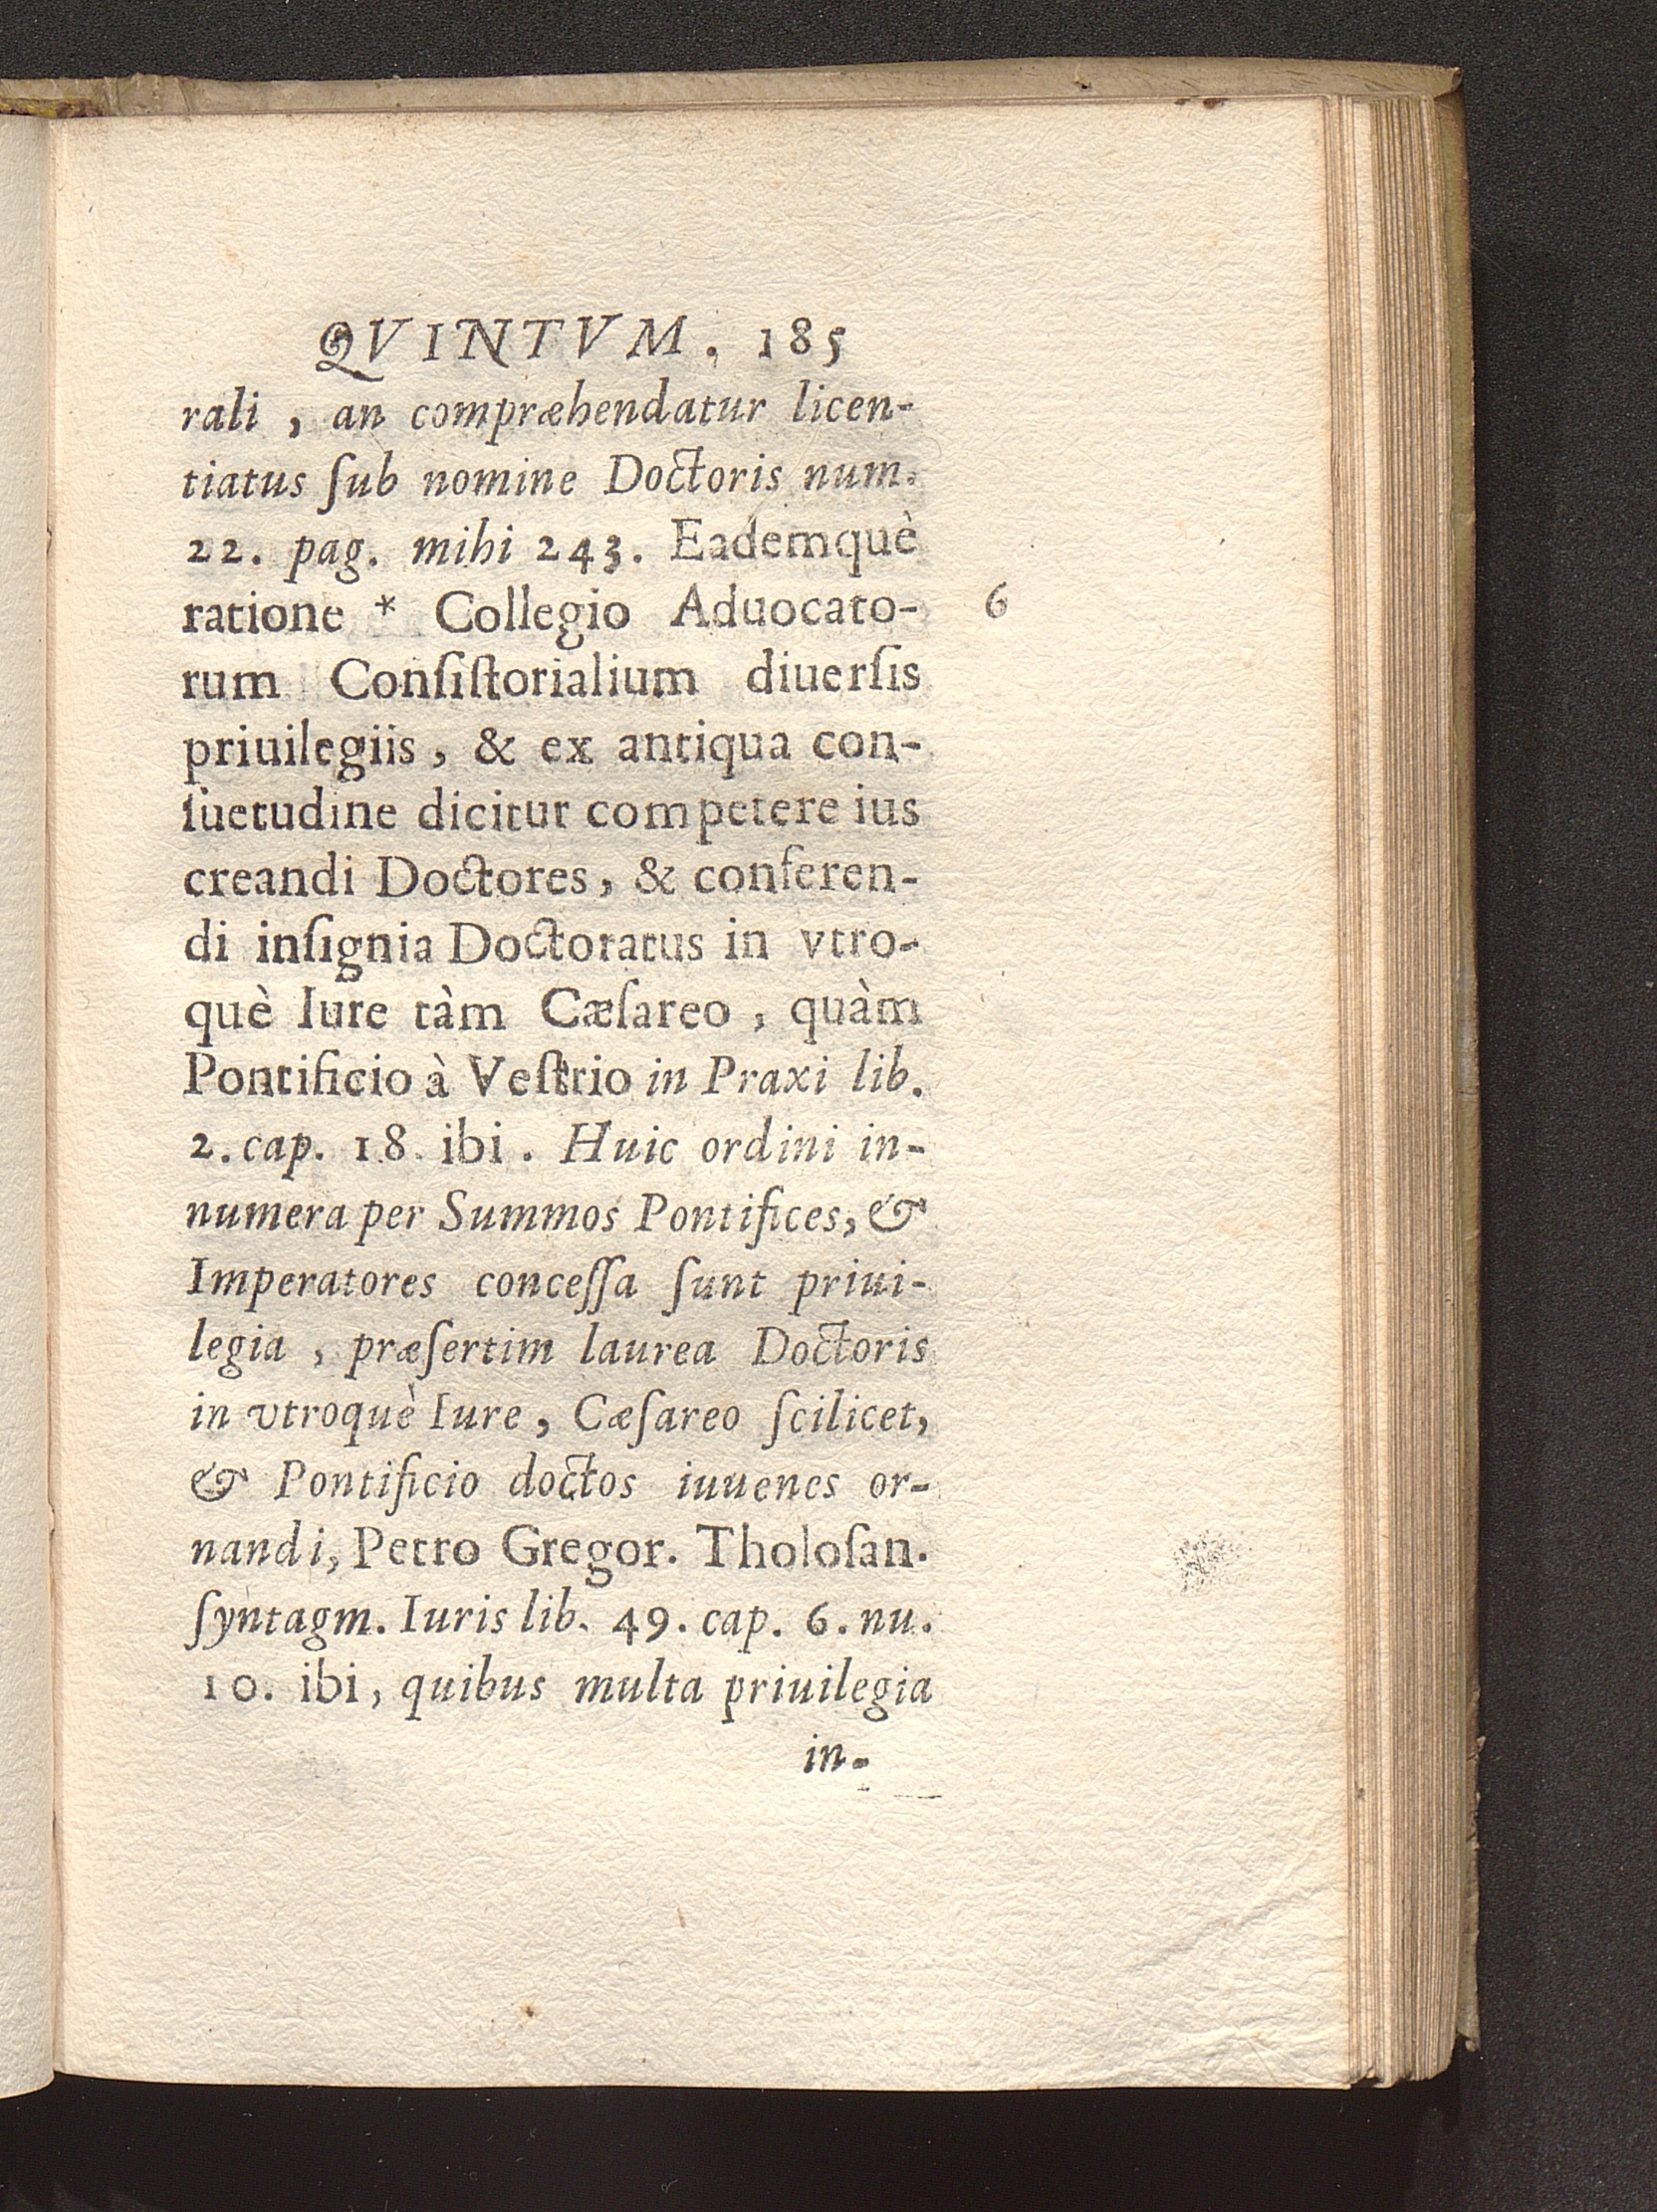 QVINTVM. 185
rali, an compræhendatur licen-
tiatus ſub nomine Doctoris num.
22. pag. mihi 243. Eademquè
ratione * Collegio Aduocato- 6
rum Conſiſtorialium diuerſis
priuilegiis, & ex antiqua con-
ſuetudine dicitur competere ius
creandi Doctores, & conferen-
di inſignia Doctoratus in vtro-
què Iure tàm Cæſareo, quàm
Pontificio à Veſtrio in Praxi lib.
2. cap. 18. ibi. Huic ordini in-
numera per Summos Pontifices, &
Imperatores conceſſa ſunt priui-
legia, præſertim laurea Doctoris
in vtroquè Iure, Cæſareo ſcilicet,
& Pontificio doctos iuuenes or-
nandi, Petro Gregor. Tholoſan.
ſyntagm. Iuris lib. 49. cap. 6. nu.
10. ibi, quibus multa priuilegia
in-